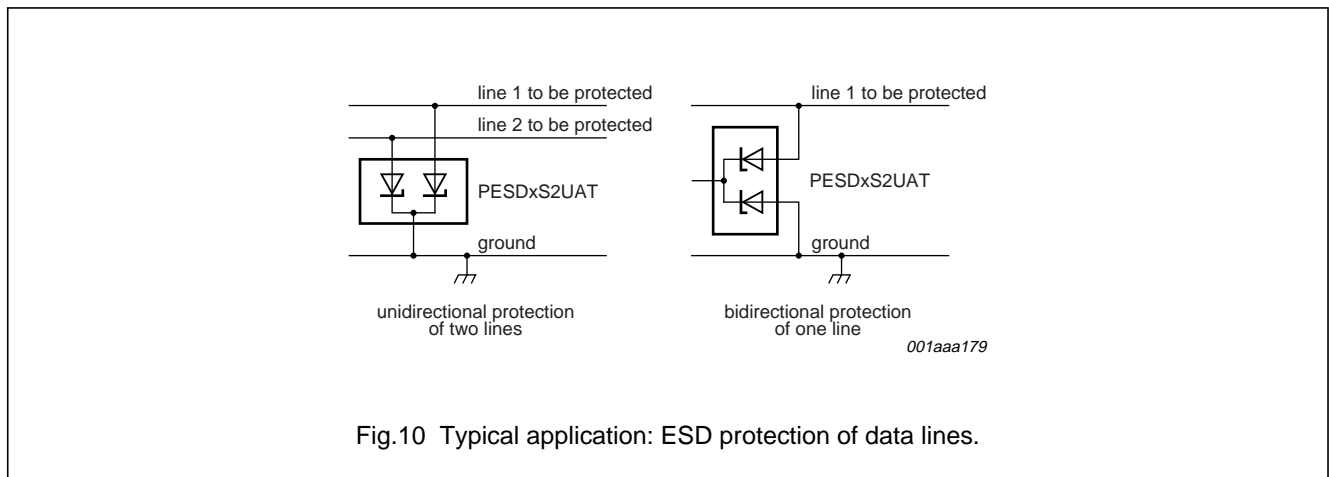 line 1 to be protected
line 2 to be protected
PESDxS2UAT
ground
unidirectional protection
of two lines
line 1 to be protected
PESDxS2UAT
ground
bidirectional protection
of one line
001aaa179
Fig.10 Typical application: ESD protection of data lines.